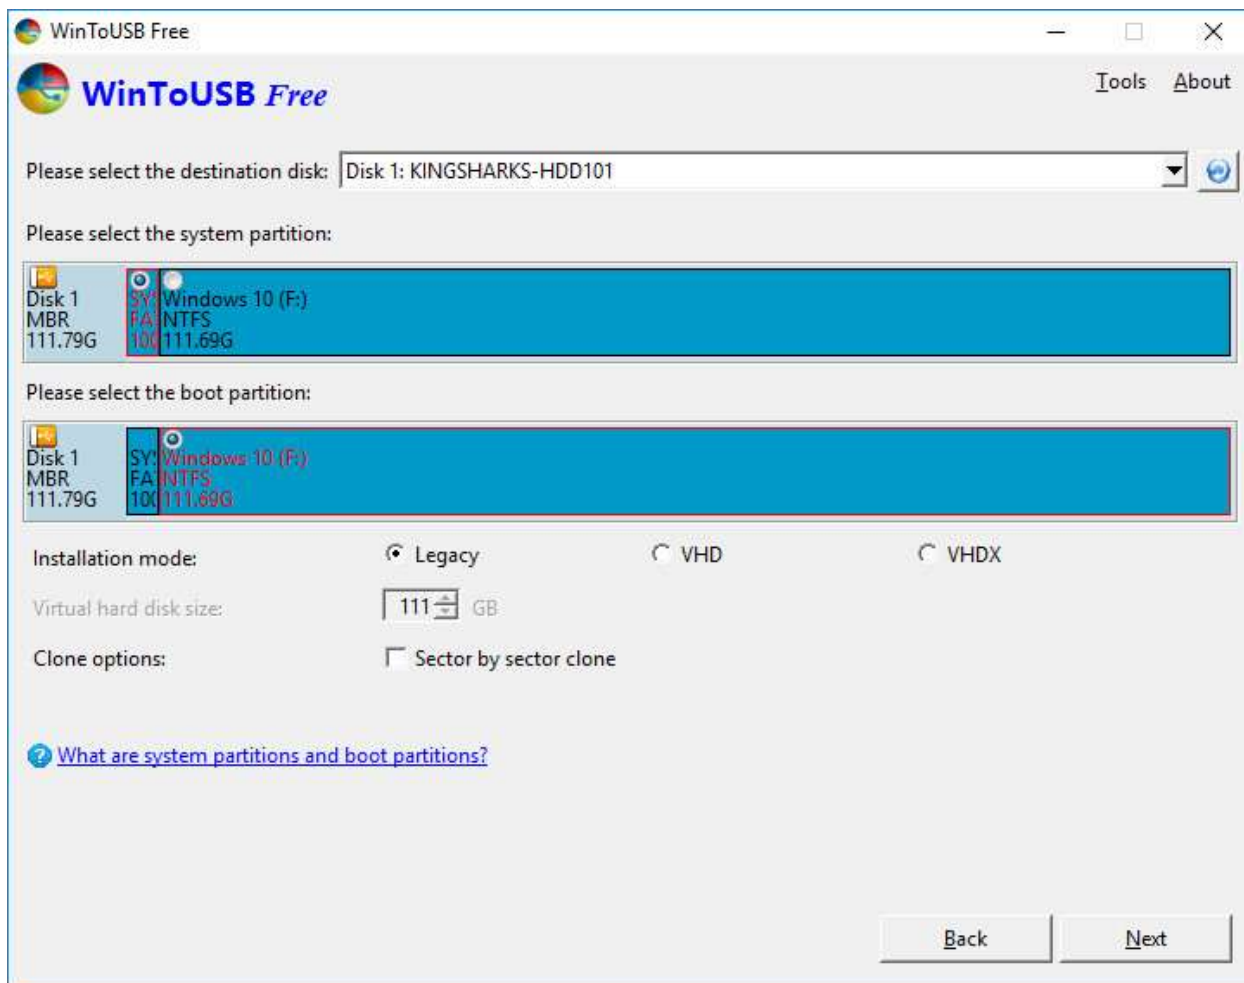 WinToUSB Free
WinToUSB Free
Tools About
Please select the destination disk: Disk 1: KINGSHARKS-HDD101
Please select the system partition:
Disk 1
MBR
111.79G
SYS
FA
100
Windows 10 (F:)
NTFS
111.69G
Please select the boot partition:
Disk 1
MBR
111.79G
SYS
FA
100
Windows 10 (F:)
NTFS
111.69G
Installation mode: Legacy VHD VHDX
Virtual hard disk size: 111 GB
Clone options: Sector by sector clone
? What are system partitions and boot partitions?
Back Next